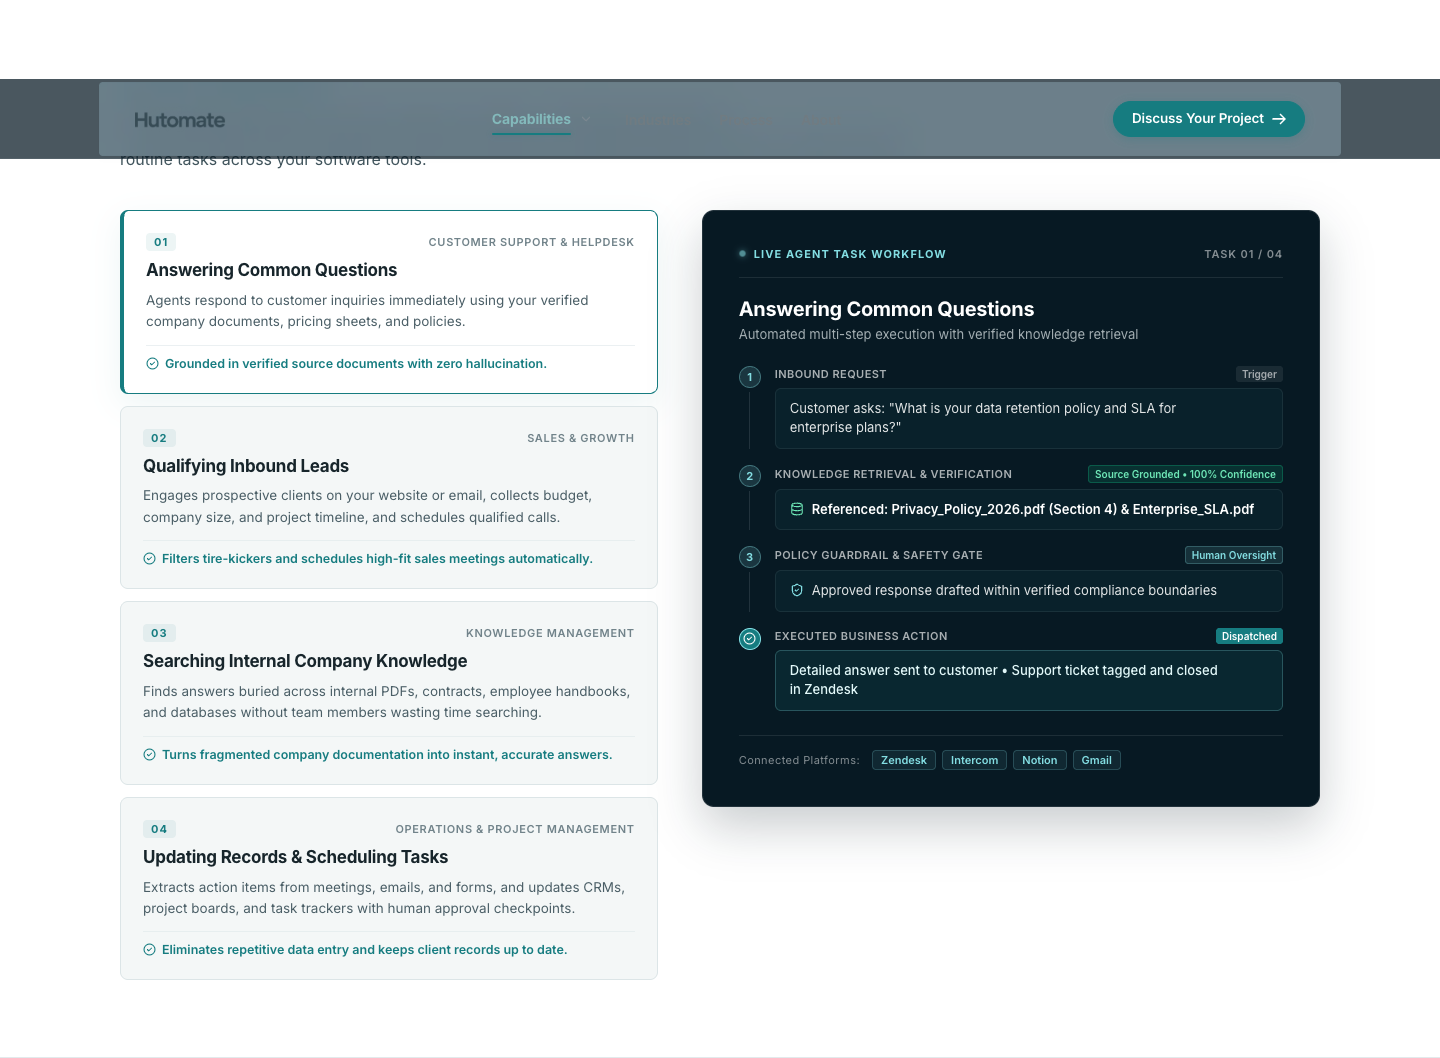 Hutomate
Capabilities
Discuss Your Project
routine tasks across your software tools.
01
CUSTOMER SUPPORT & HELPDESK
Answering Common Questions
Agents respond to customer inquiries immediately using your verified
company documents, pricing sheets, and policies.
Grounded in verified source documents with zero hallucination.
02
SALES & GROWTH
Qualifying Inbound Leads
Engages prospective clients on your website or email, collects budget,
company size, and project timeline, and schedules qualified calls.
Filters tire-kickers and schedules high-fit sales meetings automatically.
03
KNOWLEDGE MANAGEMENT
Searching Internal Company Knowledge
Finds answers buried across internal PDFs, contracts, employee handbooks,
and databases without team members wasting time searching.
Turns fragmented company documentation into instant, accurate answers.
04
OPERATIONS & PROJECT MANAGEMENT
Updating Records & Scheduling Tasks
Extracts action items from meetings, emails, and forms, and updates CRMs,
project boards, and task trackers with human approval checkpoints.
Eliminates repetitive data entry and keeps client records up to date.
LIVE AGENT TASK WORKFLOW
TASK 01 / 04
Answering Common Questions
Automated multi-step execution with verified knowledge retrieval
1
INBOUND REQUEST
Trigger
Customer asks: "What is your data retention policy and SLA for
enterprise plans?"
2
KNOWLEDGE RETRIEVAL & VERIFICATION
Source Grounded • 100% Confidence
Referenced: Privacy_Policy_2026.pdf (Section 4) & Enterprise_SLA.pdf
3
POLICY GUARDRAIL & SAFETY GATE
Human Oversight
Approved response drafted within verified compliance boundaries
EXECUTED BUSINESS ACTION
Dispatched
Detailed answer sent to customer • Support ticket tagged and closed
in Zendesk
Connected Platforms:
Zendesk
Intercom
Notion
Gmail